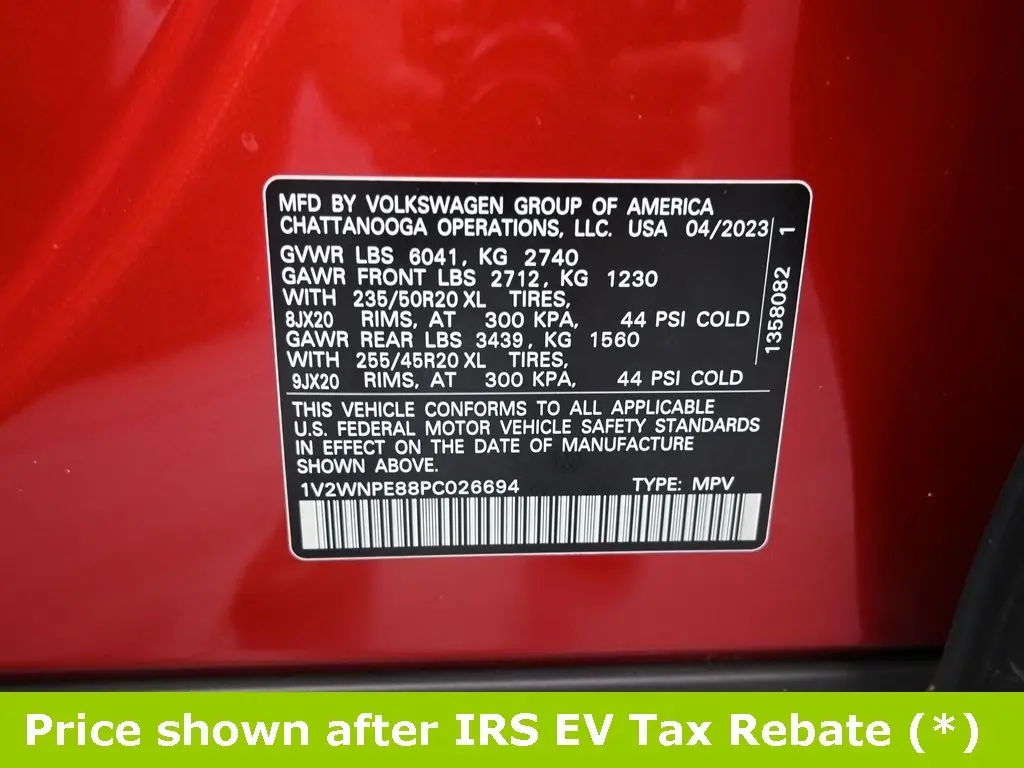 MFD BY VOLKSWAGEN GROUP OF AMERICA
CHATTANOOGA OPERATIONS, LLC. USA 04/2023
GVWR LBS 6041, KG 2740
GAWR FRONT LBS 2712, KG 1230
WITH 235/50R20 XL TIRES,
8JX20 RIMS, AT 300 KPA, 44 PSI COLD
GAWR REAR LBS 3439, KG 1560
WITH 255/45R20 XL TIRES,
9JX20 RIMS, AT 300 KPA, 44 PSI COLD
1358082 1
THIS VEHICLE CONFORMS TO ALL APPLICABLE
U.S. FEDERAL MOTOR VEHICLE SAFETY STANDARDS
IN EFFECT ON THE DATE OF MANUFACTURE
SHOWN ABOVE.
1V2WNPE88PC026694 TYPE: MPV
Price shown after IRS EV Tax Rebate (*)